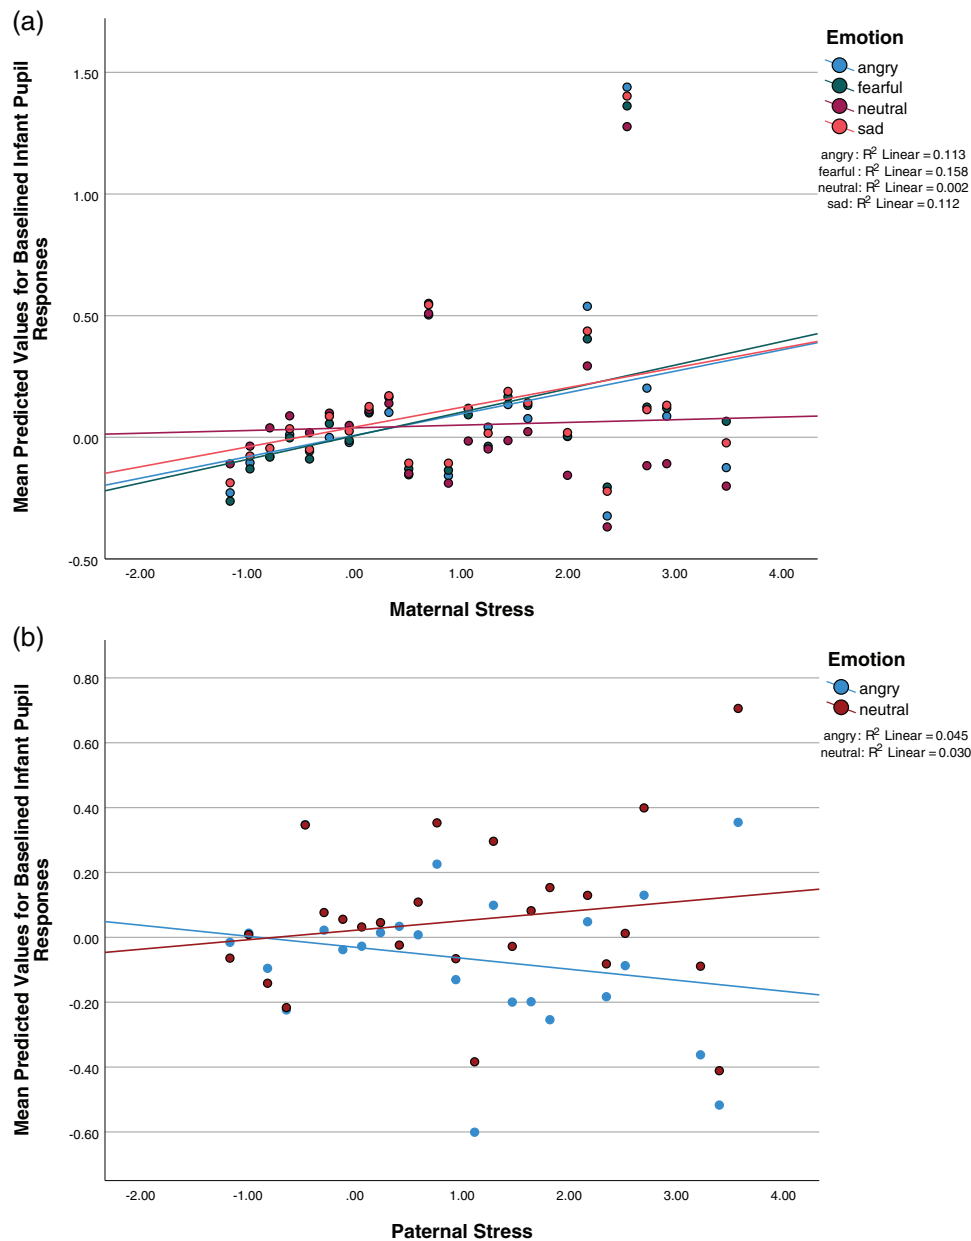 (a)
Mean Predicted Values for Baselined Infant Pupil
Responses
1.50
1.00
0.50
0.00
-0.50
-2.00 -1.00 .00 1.00 2.00 3.00 4.00
Maternal Stress
Emotion
angry
fearful
neutral
sad
angry: R² Linear = 0.113
fearful: R² Linear = 0.158
neutral: R² Linear = 0.002
sad: R² Linear = 0.112
(b)
Mean Predicted Values for Baselined Infant Pupil
Responses
0.80
0.60
0.40
0.20
0.00
-0.20
-0.40
-0.60
-2.00 -1.00 .00 1.00 2.00 3.00 4.00
Paternal Stress
Emotion
angry
neutral
angry: R² Linear = 0.045
neutral: R² Linear = 0.030